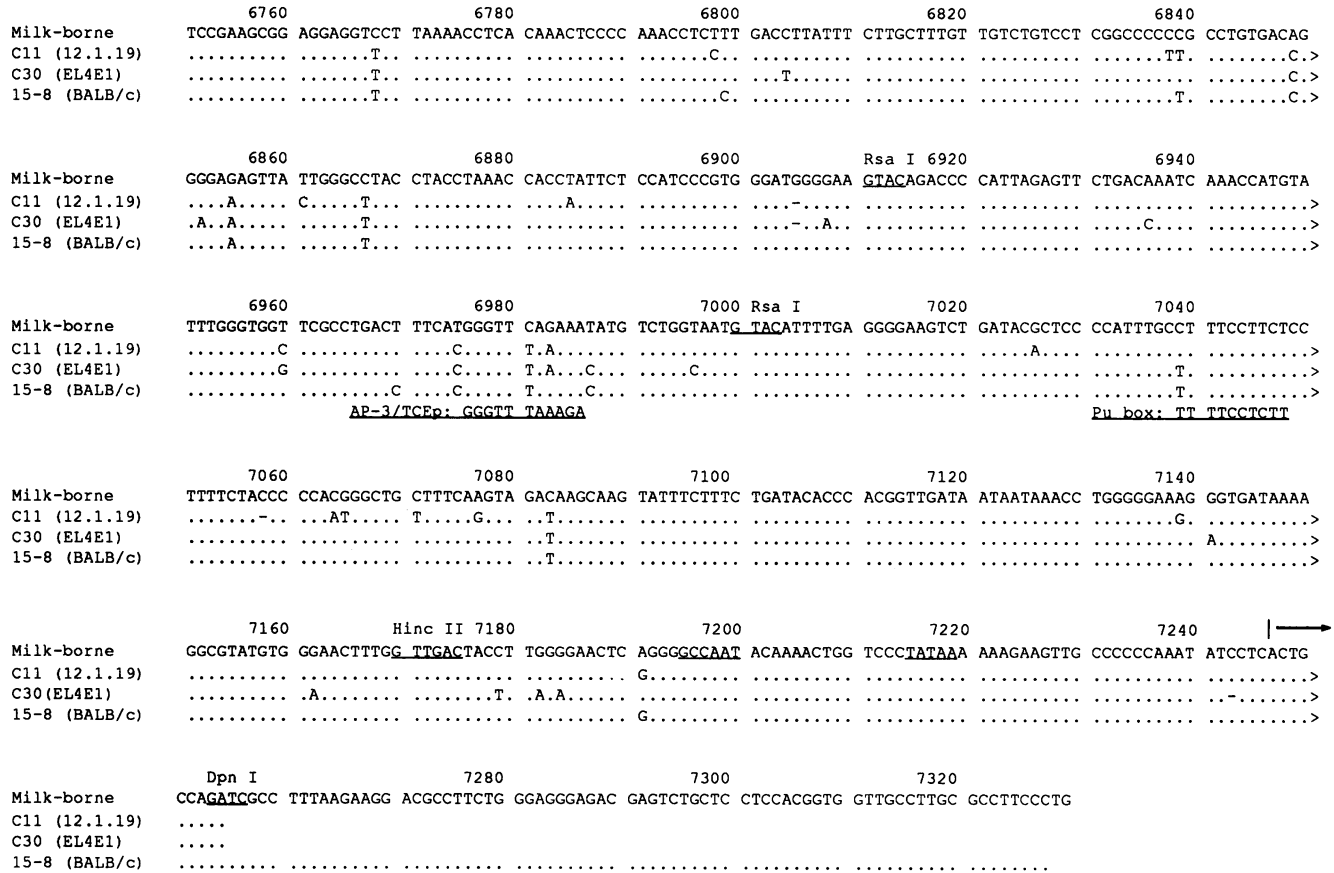 6760 6780 6800 6820 6840
Milk-borne TCCGAAGCGG AGGAGGTCCT TAAAACCTCA CAAACTCCCC AAACCTCTTT GACCTTATTT CTTGCTTTGT TGTCTGTCCT CGGCCCCCCG CCTGTGACAG
C11 (12.1.19) .......... .......T.. .......... .......... .......C.. .......... .......... .......... .......TT. ........C.>
C30 (EL4E1) .......... .......T.. .......... .......... .......... ...T...... .......... .......... .......... ........C.>
15-8 (BALB/c) .......... .......T.. .......... .......... ........C. .......... .......... .......... ........T. ........C.>
6860 6880 6900 Rsa I 6920 6940
Milk-borne GGGAGAGTTA TTGGGCCTAC CTACCTAAAC CACCTATTCT CCATCCCGTG GGATGGGGAA GTACAGACCC CATTAGAGTT CTGACAAATC AAACCATGTA
C11 (12.1.19) ....A..... C.....T... .......... ....A..... .......... ....-..... .......... .......... .......... ..........>
C30 (EL4E1) .A..A..... ......T... .......... .......... .......... ....-..A.. .......... .......... .....C.... ..........>
15-8 (BALB/c) ....A..... ......T... .......... .......... .......... .......... .......... .......... .......... ..........>
6960 6980 7000 Rsa I 7020 7040
Milk-borne TTTGGGTGGT TCGCCTGACT TTCATGGGTT CAGAAATATG TCTGGTAATG TACATTTTGA GGGGAAGTCT GATACGCTCC CCATTTGCCT TTCCTTCTCC
C11 (12.1.19) .........C .......... ....C..... T.A....... .......... .......... .......... .....A.... .......... ..........>
C30 (EL4E1) .........G .......... ....C..... T.A...C... .....C.... .......... .......... .......... ........T. ..........>
15-8 (BALB/c) .......... .........C ....C..... T.....C... .......... .......... .......... .......... ........T. ..........>
AP-3/TCEp: GGGTT TAAAGA Pu box: TT TTCCTCTT
7060 7080 7100 7120 7140
Milk-borne TTTTCTACCC CCACGGGCTG CTTTCAAGTA GACAAGCAAG TATTTCTTTC TGATACACCC ACGGTTGATA ATAATAAACC TGGGGGAAAG GGTGATAAAA
C11 (12.1.19) .......-.. ...AT..... T.....G... ..T....... .......... .......... .......... .......... ........G. ..........>
C30 (EL4E1) .......... .......... .......... ..T....... .......... .......... .......... .......... .......... A.........>
15-8 (BALB/c) .......... .......... .......... ..T....... .......... .......... .......... .......... .......... ..........>
7160 Hinc II 7180 7200 7220 7240
Milk-borne GGCGTATGTG GGAACTTTGG TTGACTACCT TGGGGAACTC AGGGGCCAAT ACAAAACTGG TCCCTATAAA AAAGAAGTTG CCCCCCAAAT ATCCTCACTG
C11 (12.1.19) .......... .......... .......... .......... G......... .......... .......... .......... .......... ..........>
C30(EL4E1) .......... .A........ ........T. .A.A...... .......... .......... .......... .......... .......... ..-.......>
15-8 (BALB/c) .......... .......... .......... .......... G......... .......... .......... .......... .......... ..........>
Dpn I 7280 7300 7320
Milk-borne CCAGATCGCC TTTAAGAAGG ACGCCTTCTG GGAGGGAGAC GAGTCTGCTC CTCCACGGTG GTTGCCTTGC GCCTTCCCTG
C11 (12.1.19) .....
C30 (EL4E1) .....
15-8 (BALB/c) .......... .......... .......... .......... .......... .......... .......... ........